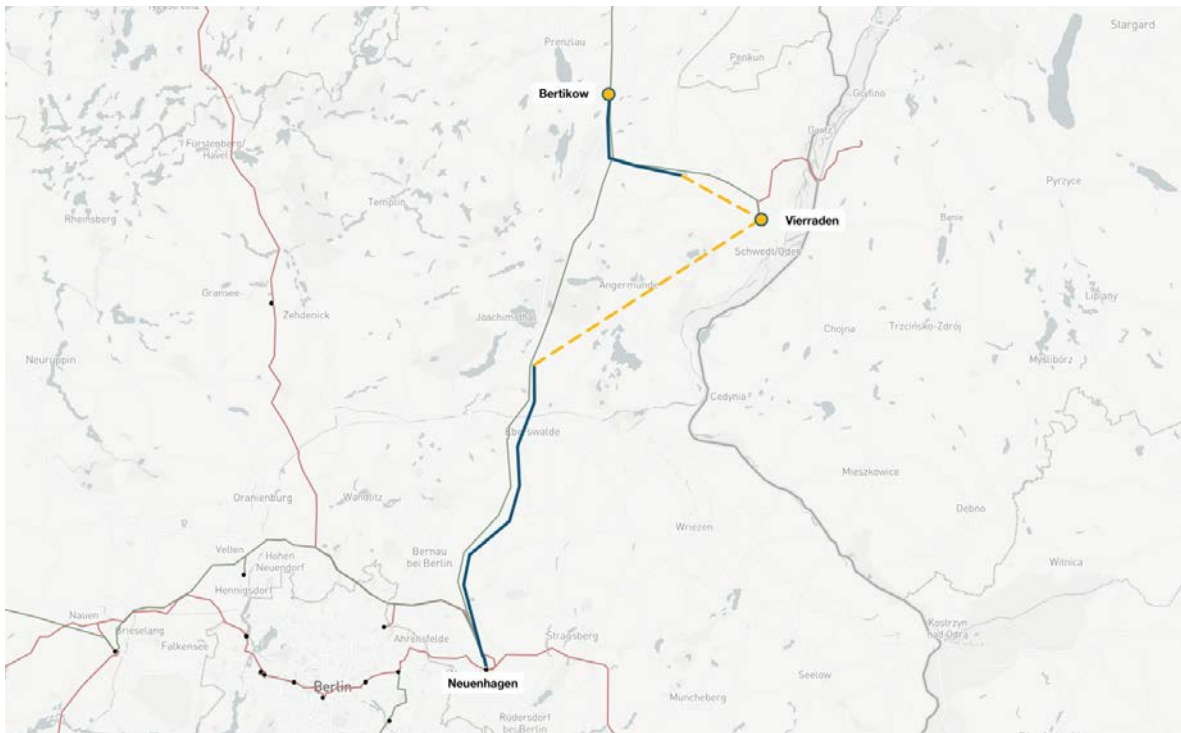 Neustrelitz
Stargard
Prenzlau
Penkun
Bertikow
Gryfino
Gartz
Fürstenberg/
Havel
Pyrzyce
Templin
Rheinsberg
Vierraden
Banie
Schwedt/Oder
Angermünde
Gransee
Lipiany
Zehdenick
Joachimsthal
Chojna
Trzcińsko-Zdrój
Neuruppin
Myślibórz
Cedynia
Eberswalde
Mieszkowice
Oranienburg
Wandlitz
Dębno
Wriezen
Velten
Hohen
Neuendorf
Bernau
bei Berlin
Witnica
Hennigsdorf
Nauen
Kostrzyn
nad Odrą
Brieselang
Ahrensfelde
Strausberg
Falkensee
Seelow
Neuenhagen
Berlin
Müncheberg
Rüdersdorf
bei Berlin